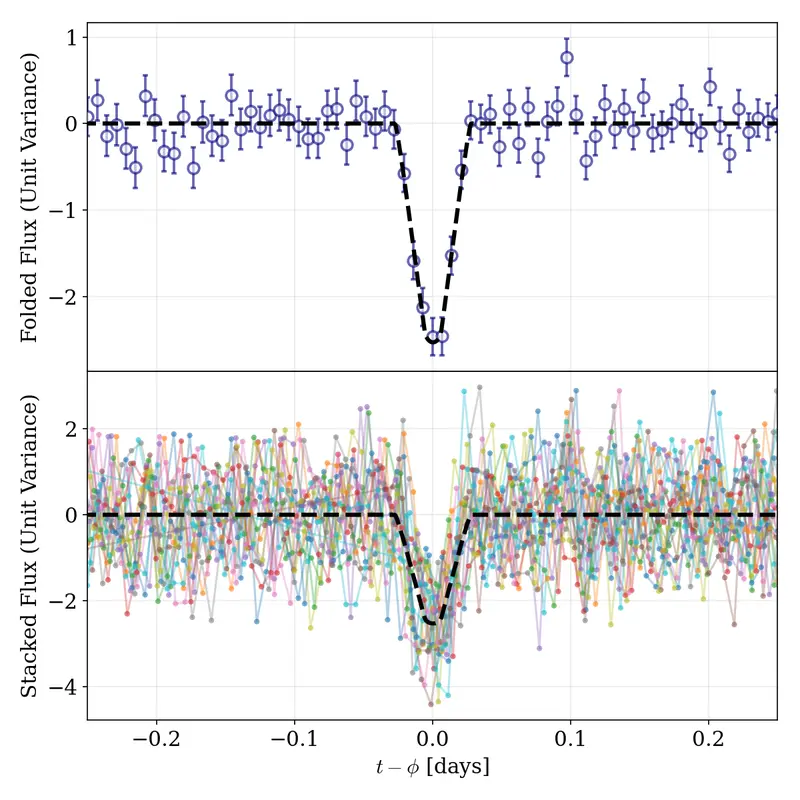 Folded Flux (Unit Variance)
1
0
−1
−2
Stacked Flux (Unit Variance)
2
0
−2
−4
−0.2 −0.1 0.0 0.1 0.2
t − ϕ [days]